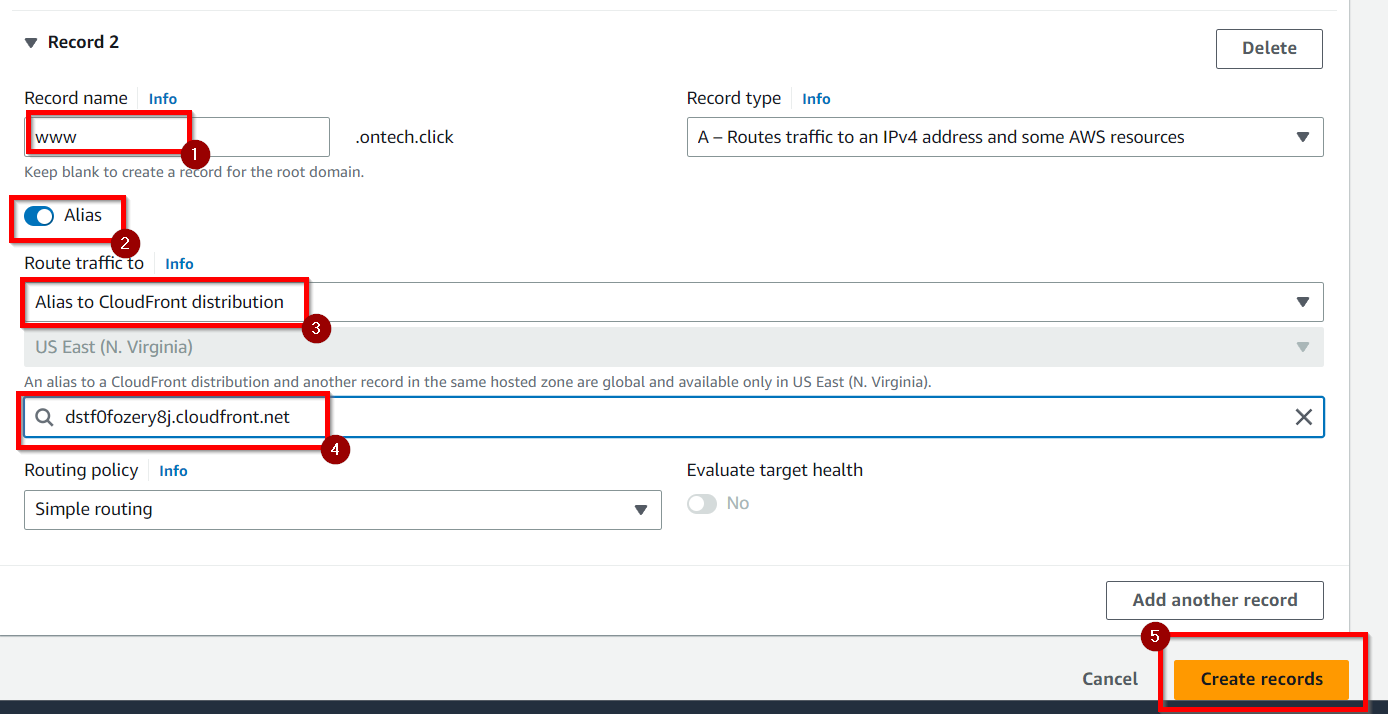 Record 2
Delete
Record name Info
Record type Info
www
.ontech.click
A – Routes traffic to an IPv4 address and some AWS resources
1
Keep blank to create a record for the root domain.
Alias
2
Route traffic to Info
Alias to CloudFront distribution
3
US East (N. Virginia)
An alias to a CloudFront distribution and another record in the same hosted zone are global and available only in US East (N. Virginia).
dstf0fozery8j.cloudfront.net
4
Routing policy Info
Evaluate target health
Simple routing
No
Add another record
5
Cancel
Create records